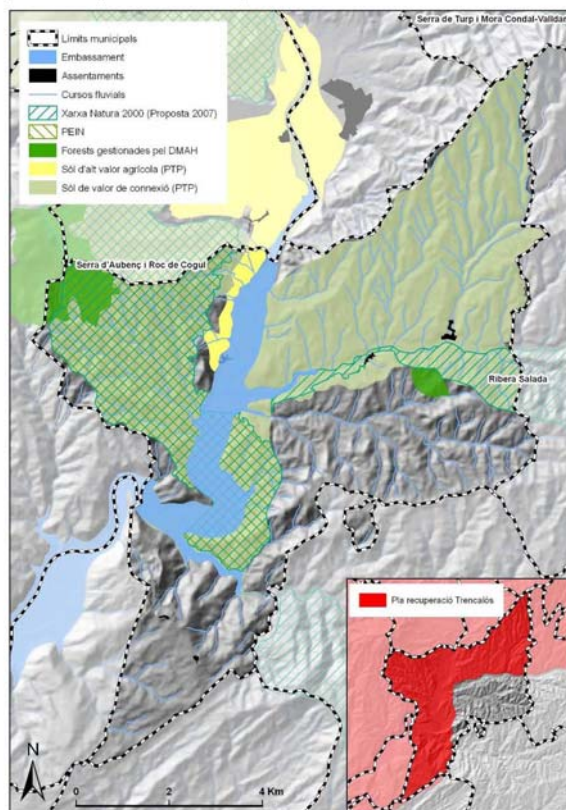 Serra de Turp i Mora Condal-Valldan
Límits municipals
Embassament
Assentaments
Cursos fluvials
Xarxa Natura 2000 (Proposta 2007)
PEIN
Forests gestionades pel DMAH
Sòl d'alt valor agrícola (PTP)
Sòl de valor de connexió (PTP)
Serra d'Aubenç i Roc de Cogul
Ribera Salada
Pla recuperació Trencalòs
N
0 2 4 Km